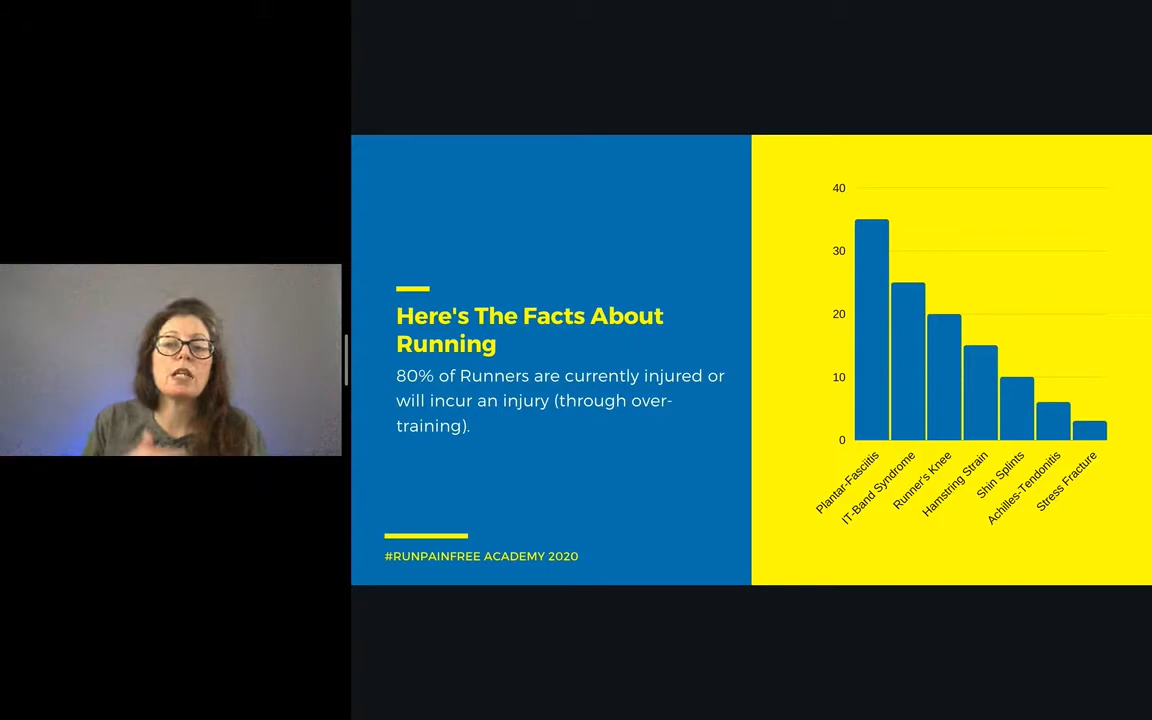 Here's The Facts About
Running
80% of Runners are currently injured or
will incur an injury (through over-
training).
#RUNPAINFREE ACADEMY 2020
40
30
20
10
0
Plantar-Fasciitis
IT-Band Syndrome
Runner's Knee
Hamstring Strain
Shin Splints
Achilles-Tendonitis
Stress Fracture